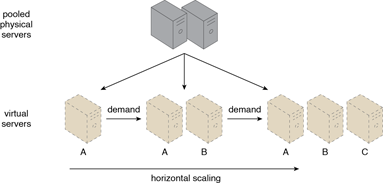 pooled
physical
servers
demand demand
virtual
servers
A A B A B C
horizontal scaling